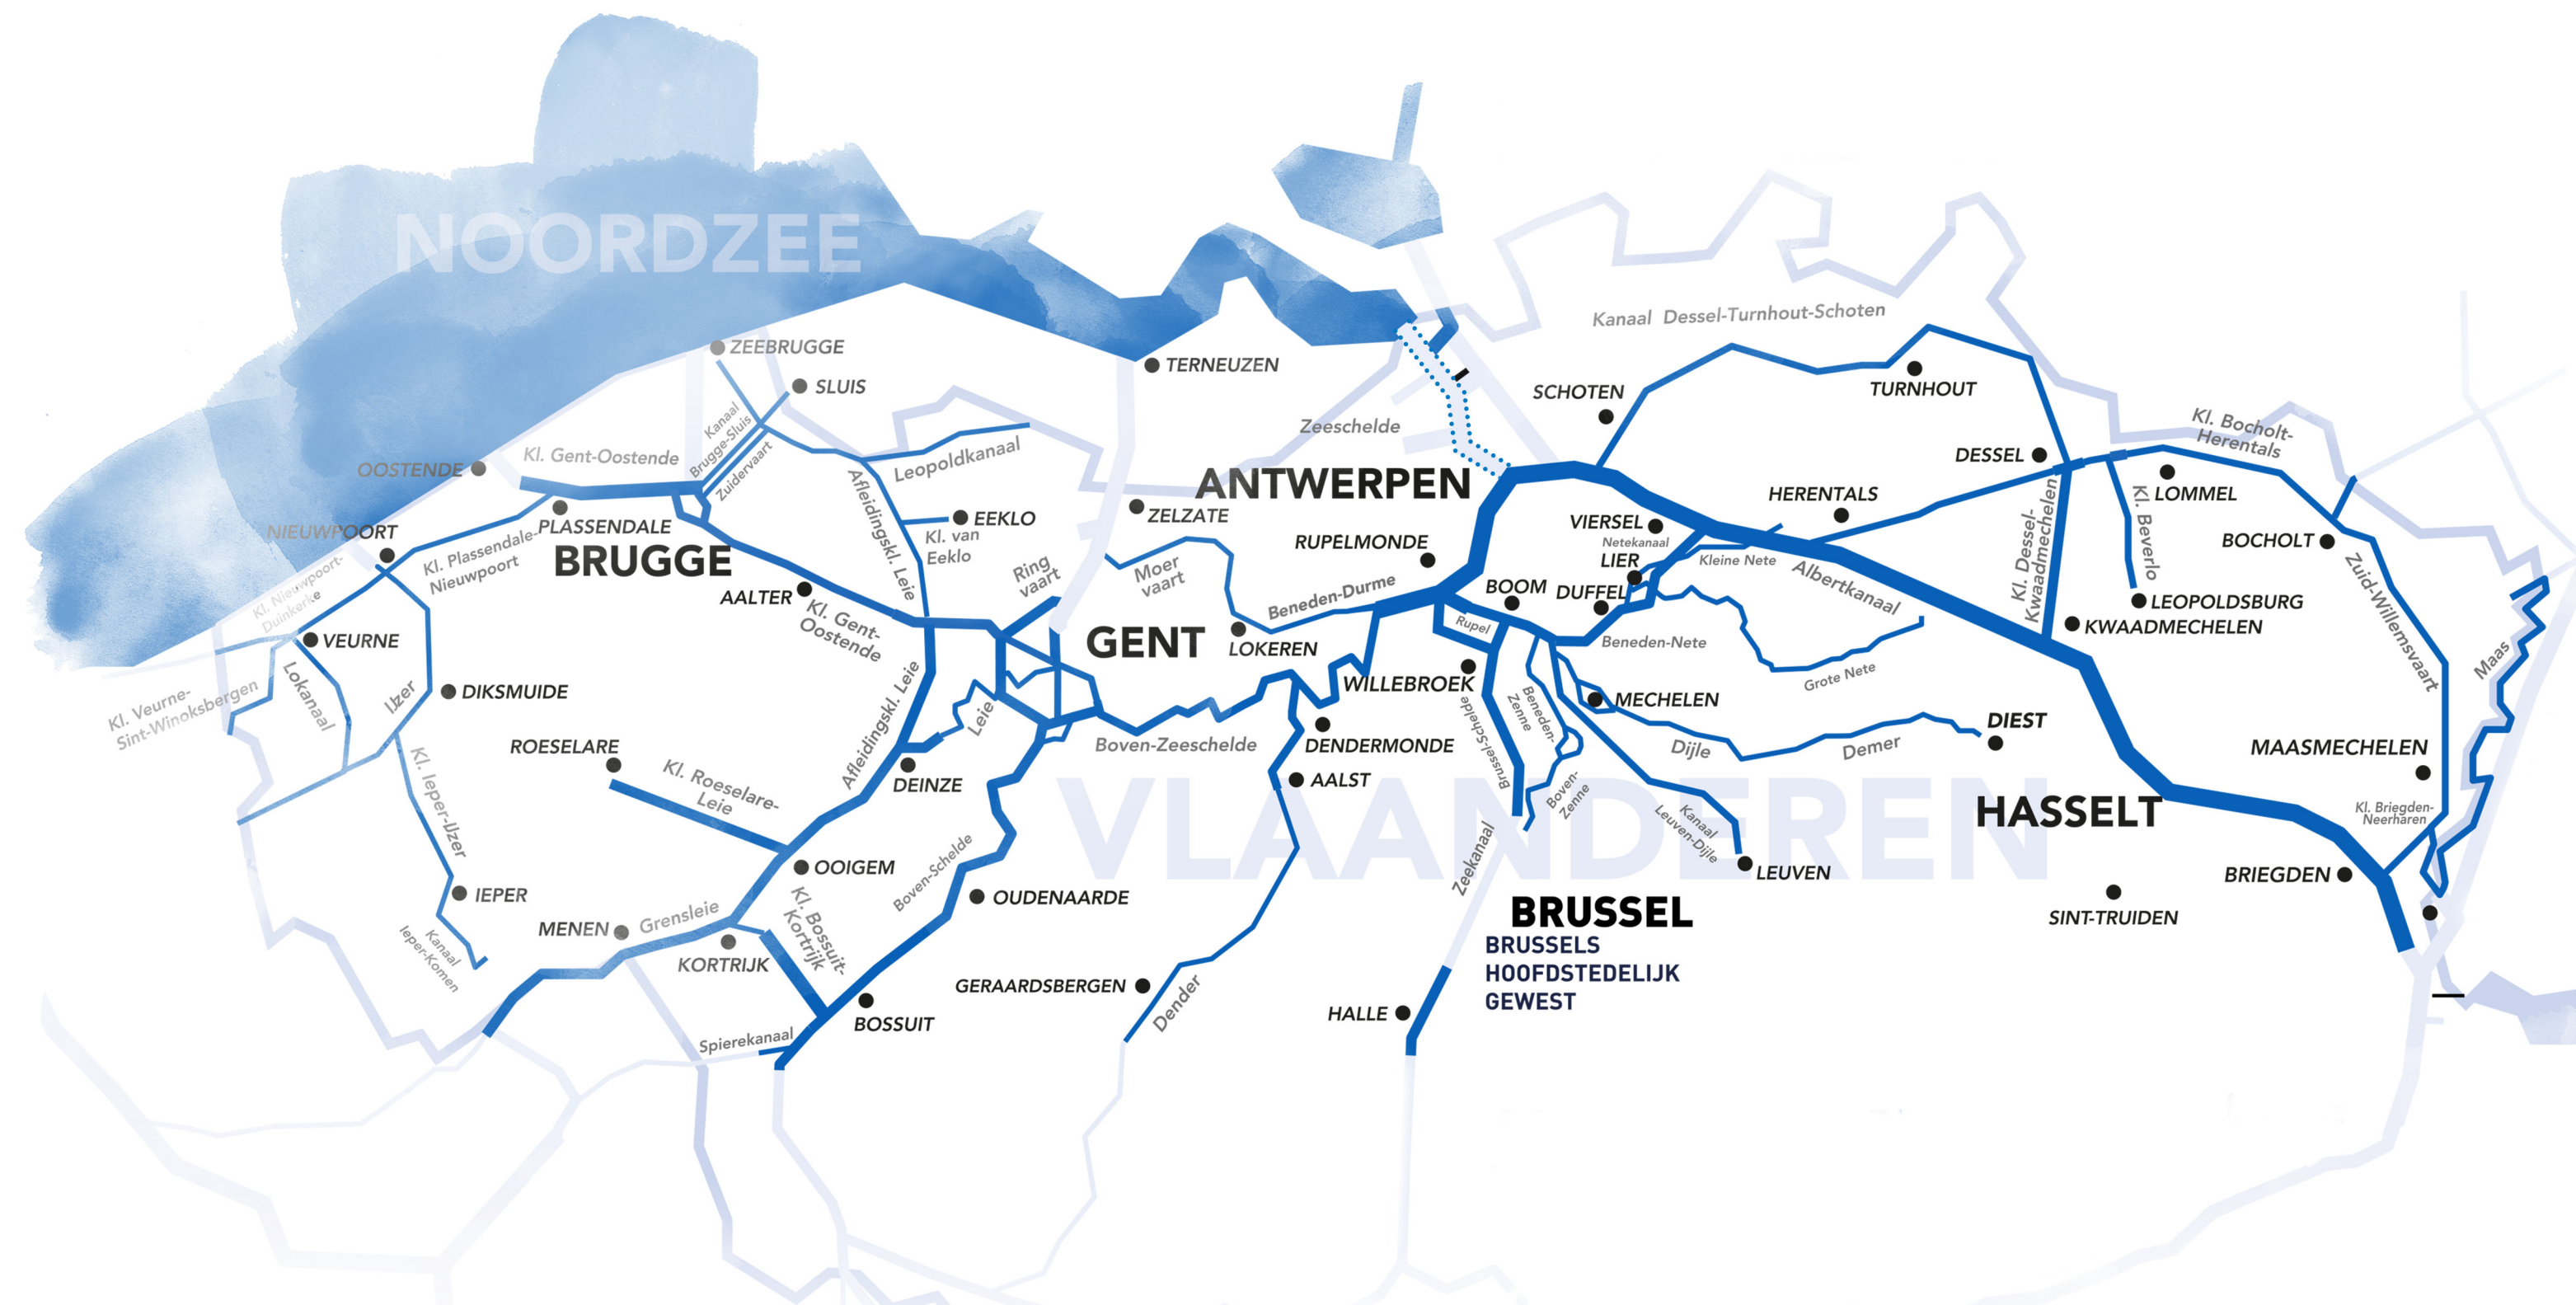 NOORDZEE
ZEEBRUGGE
SLUIS
TERNEUZEN
Kanaal Dessel-Turnhout-Schoten
SCHOTEN
TURNHOUT
Kanaal
Brugge-Sluis
Zuidervaart
Zeeschelde
Kl. Bocholt-
Herentals
OOSTENDE
Kl. Gent-Oostende
Leopoldkanaal
ANTWERPEN
DESSEL
LOMMEL
HERENTALS
NIEUWPOORT
PLASSENDALE
Kl. Plassendale-
Nieuwpoort
BRUGGE
Afleidingskl. Leie
EEKLO
Kl. van
Eeklo
ZELZATE
VIERSEL
Netekanaal
LIER
Kleine Nete
RUPELMONDE
BOOM
DUFFEL
Albertkanaal
Kl. Dessel-
Kwaadmechelen
Kl. Beverlo
BOCHOLT
Zuid-Willemsvaart
Kl. Nieuwpoort-
Duinkerke
AALTER
Kl. Gent-
Oostende
Ring
vaart
Moer
vaart
Beneden-Durme
LEOPOLDSBURG
KWAADMECHELEN
VEURNE
GENT
LOKEREN
Rupel
Beneden-Nete
Grote Nete
Maas
Kl. Veurne-
Sint-Winoksbergen
Lokanaal
IJzer
DIKSMUIDE
Afleidingskl. Leie
Leie
WILLEBROEK
MECHELEN
Beneden-
Zenne
Brussel-Schelde
Boven-Zeeschelde
DENDERMONDE
Dijle
Demer
DIEST
MAASMECHELEN
ROESELARE
Kl. Ieper-IJzer
Kl. Roeselare-
Leie
DEINZE
AALST
Boven-
Zenne
VLAANDEREN
Kanaal
Leuven-Dijle
HASSELT
Kl. Briegden-
Neerharen
OOIGEM
Boven-Schelde
Zeekanaal
LEUVEN
BRIEGDEN
IEPER
Kanaal
Ieper-Komen
MENEN
Grensleie
Kl. Bossuit-
Kortrijk
OUDENAARDE
BRUSSEL
BRUSSELS
HOOFDSTEDELIJK
GEWEST
SINT-TRUIDEN
KORTRIJK
GERAARDSBERGEN
Dender
HALLE
BOSSUIT
Spierekanaal